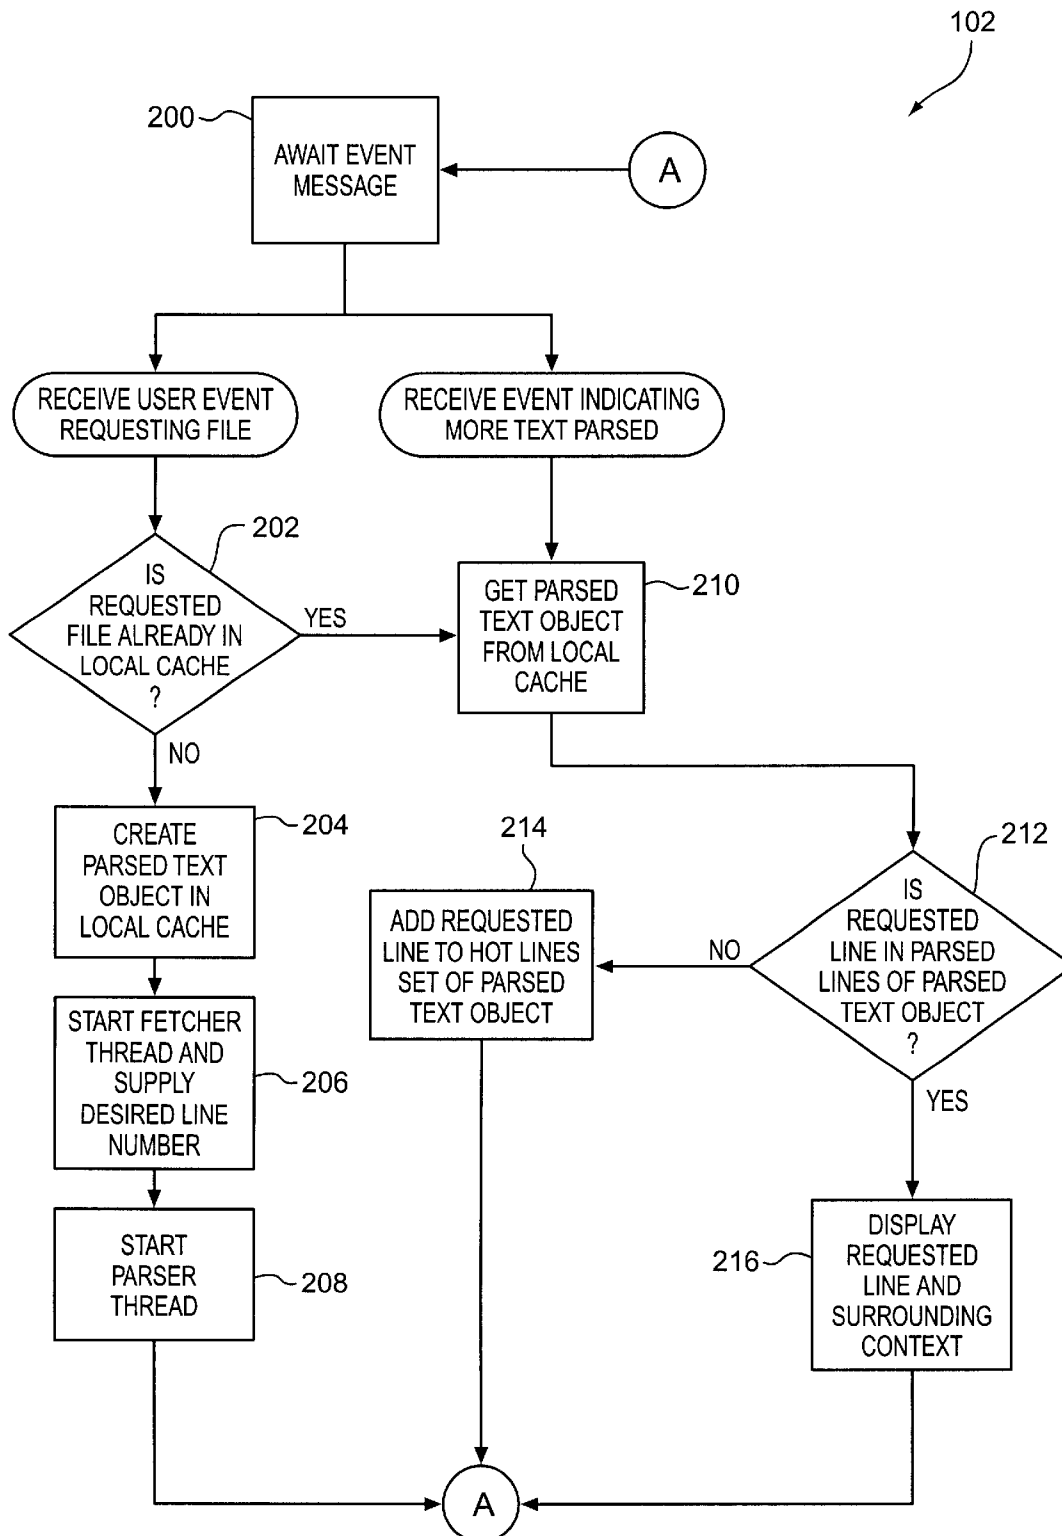 102
200
AWAIT EVENT
MESSAGE
A
RECEIVE USER EVENT
REQUESTING FILE
RECEIVE EVENT INDICATING
MORE TEXT PARSED
202
IS
REQUESTED
FILE ALREADY IN
LOCAL CACHE
?
YES
NO
GET PARSED
TEXT OBJECT
FROM LOCAL
CACHE
210
CREATE
PARSED TEXT
OBJECT IN
LOCAL CACHE
204
214
ADD REQUESTED
LINE TO HOT LINES
SET OF PARSED
TEXT OBJECT
NO
212
IS
REQUESTED
LINE IN PARSED
LINES OF PARSED
TEXT OBJECT
?
YES
START FETCHER
THREAD AND
SUPPLY
DESIRED LINE
NUMBER
206
START
PARSER
THREAD
208
216
DISPLAY
REQUESTED
LINE AND
SURROUNDING
CONTEXT
A